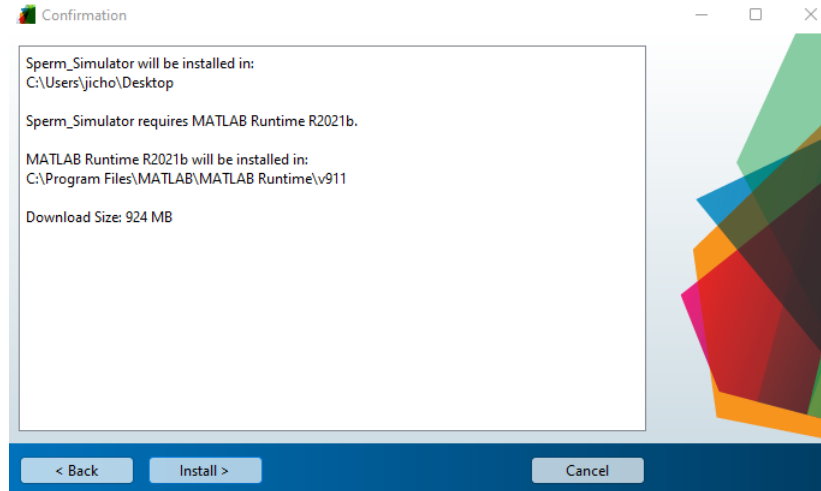 Confirmation
Sperm_Simulator will be installed in:
C:\Users\jicho\Desktop
Sperm_Simulator requires MATLAB Runtime R2021b.
MATLAB Runtime R2021b will be installed in:
C:\Program Files\MATLAB\MATLAB Runtime\v911
Download Size: 924 MB
< Back
Install >
Cancel